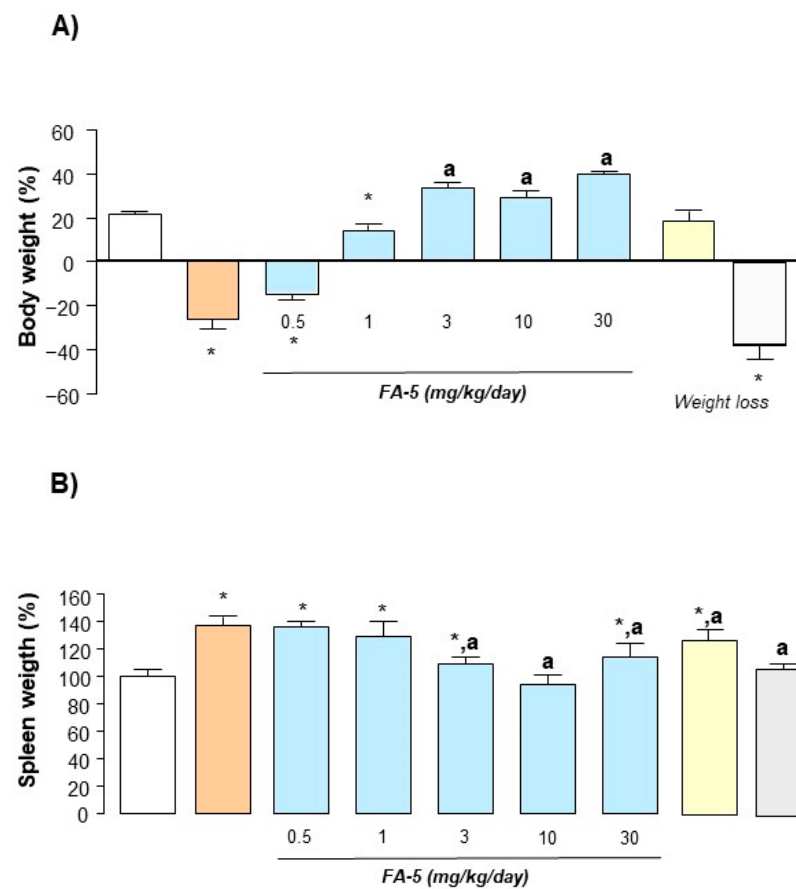 A)
Body weight (%)
60
40
20
0
−20
−40
−60
*
*
*
a
a
a
*
0.5 1 3 10 30
FA-5 (mg/kg/day)
Weight loss
B)
Spleen weigth (%)
160
140
120
100
80
60
40
20
0
* * * *,a a *,a *,a a
0.5 1 3 10 30
FA-5 (mg/kg/day)